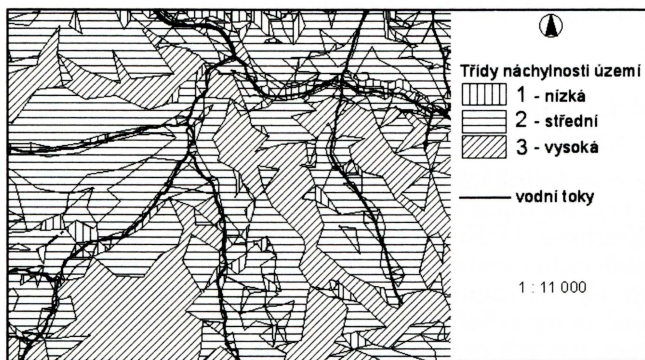 Třídy náchylnosti území
1 - nízká
2 - střední
3 - vysoká
vodní toky
1 : 11 000